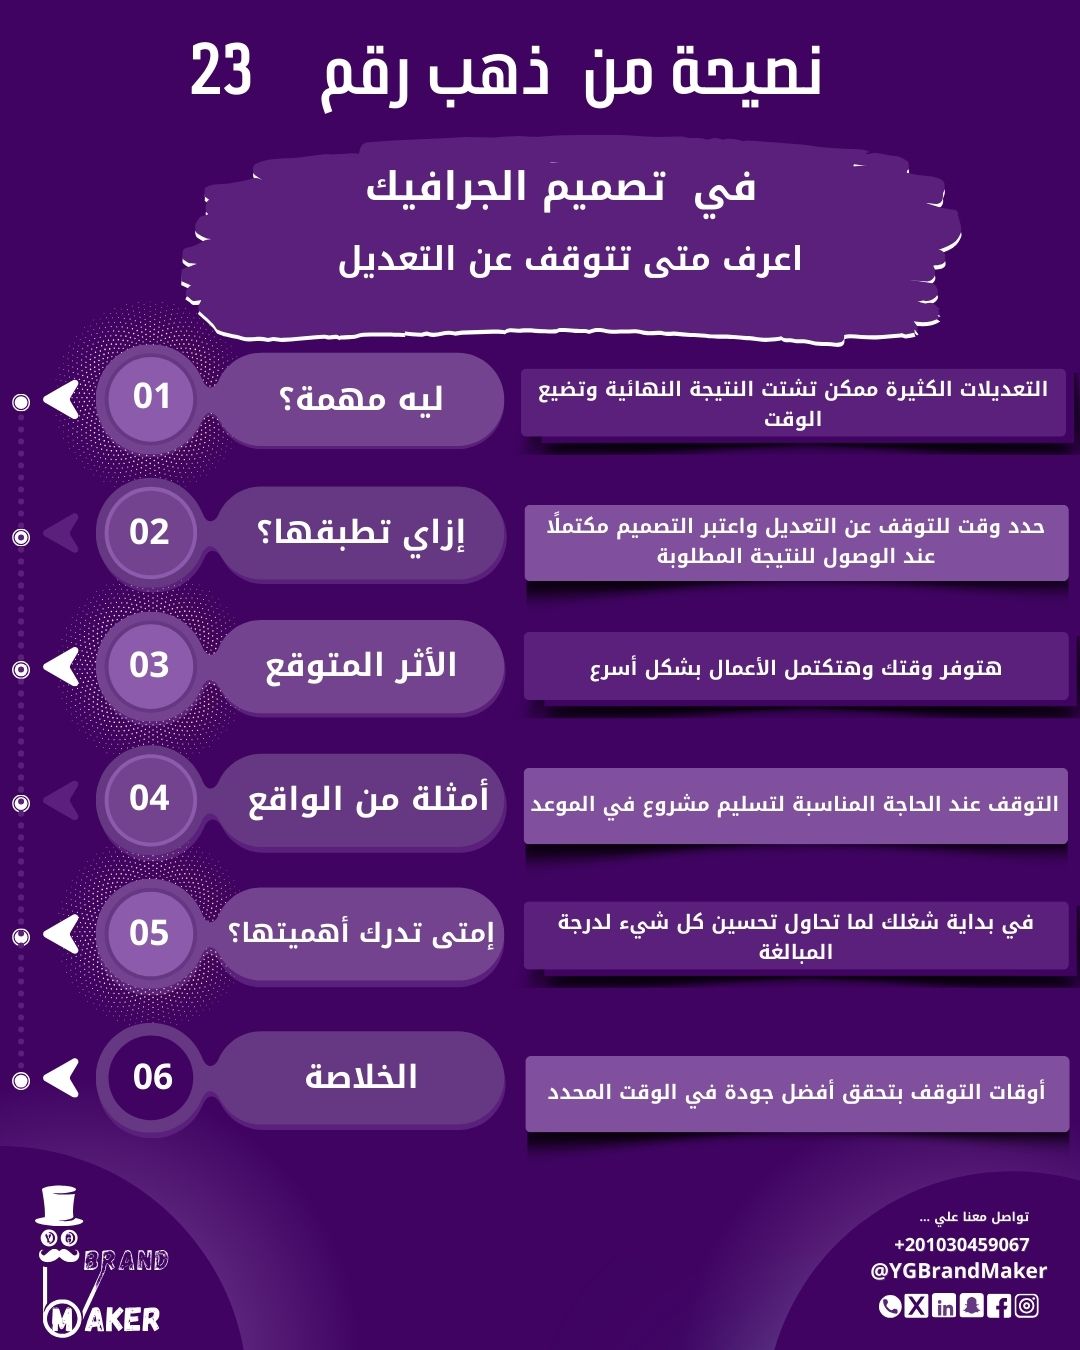 نصيحة من ذهب رقم 23
في تصميم الجرافيك
اعرف متى تتوقف عن التعديل
01
ليه مهمة؟
التعديلات الكثيرة ممكن تشتت النتيجة النهائية وتضيع
الوقت
02
إزاي تطبقها؟
حدد وقت للتوقف عن التعديل واعتبر التصميم مكتملًا
عند الوصول للنتيجة المطلوبة
03
الأثر المتوقع
هتوفر وقتك وهتكتمل الأعمال بشكل أسرع
04
أمثلة من الواقع
التوقف عند الحاجة المناسبة لتسليم مشروع في الموعد
05
إمتى تدرك أهميتها؟
في بداية شغلك لما تحاول تحسين كل شيء لدرجة
المبالغة
06
الخلاصة
أوقات التوقف بتحقق أفضل جودة في الوقت المحدد
تواصل معنا علي ...
+201030459067
@YGBrandMaker
BRAND
MAKER